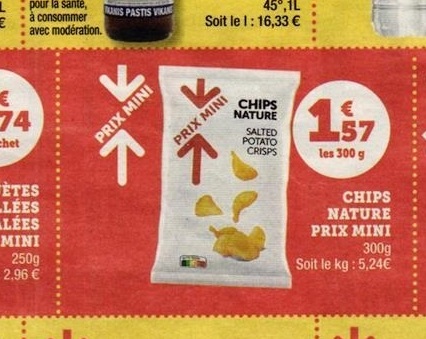 pour la santé,
à consommer
avec modération.
PASTIS
45°, 1L
Soit le l : 16,33 €
€
74
chet
ÈTES
LÉES
ALÉES
MINI
250g
2,96 €
PRIX MINI
PRIX MINI
CHIPS
NATURE
SALTED
POTATO
CRISPS
1€57
les 300 g
CHIPS
NATURE
PRIX MINI
300g
Soit le kg : 5,24€